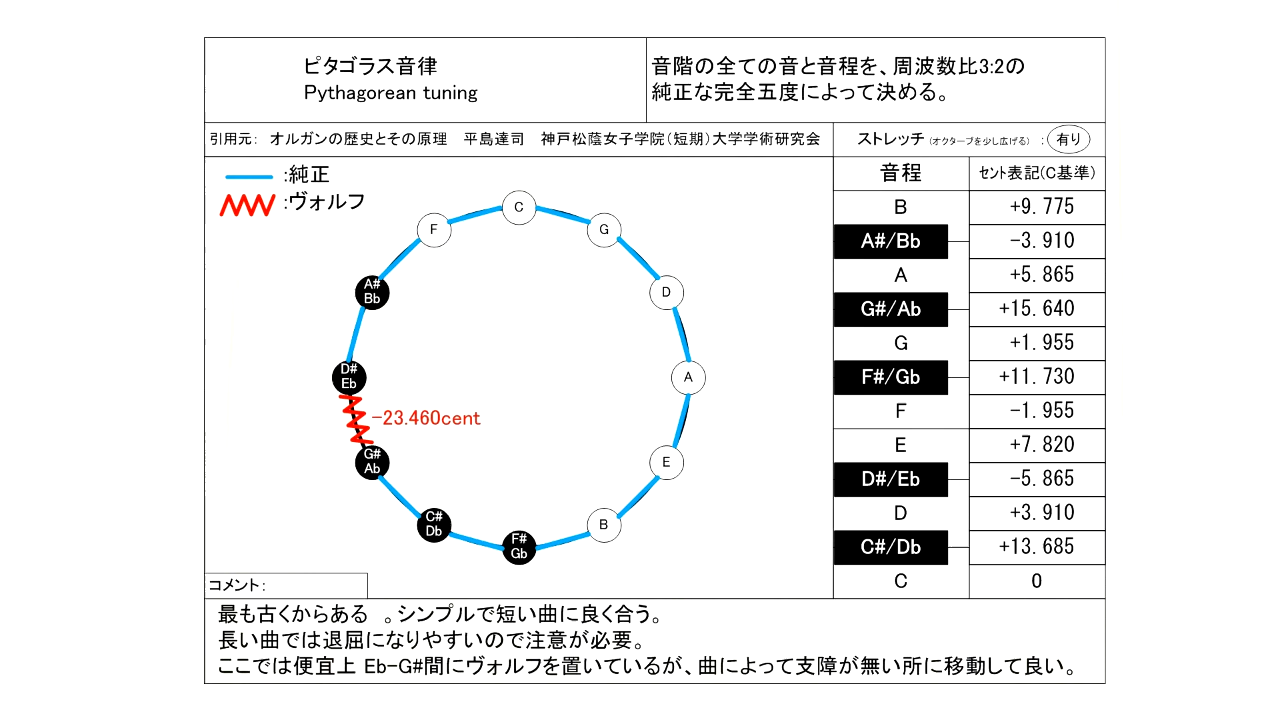 ピタゴラス音律
Pythagorean tuning
音階の全ての音と音程を、周波数比3:2の
純正な完全五度によって決める。
引用元: オルガンの歴史とその原理 平島達司 神戸松蔭女子学院(短期)大学学術研究会
ストレッチ (オクターブを少し広げる) : 有り
:純正
:ヴォルフ
C
G
D
A
E
B
F#
Gb
C#
Db
G#
Ab
D#
Eb
A#
Bb
F
-23.460cent
音程 セント表記(C基準)
B +9.775
A#/Bb -3.910
A +5.865
G#/Ab +15.640
G +1.955
F#/Gb +11.730
F -1.955
E +7.820
D#/Eb -5.865
D +3.910
C#/Db +13.685
C 0
コメント:
最も古くからある 。シンプルで短い曲に良く合う。
長い曲では退屈になりやすいので注意が必要。
ここでは便宜上 Eb-G#間にヴォルフを置いているが、曲によって支障が無い所に移動して良い。